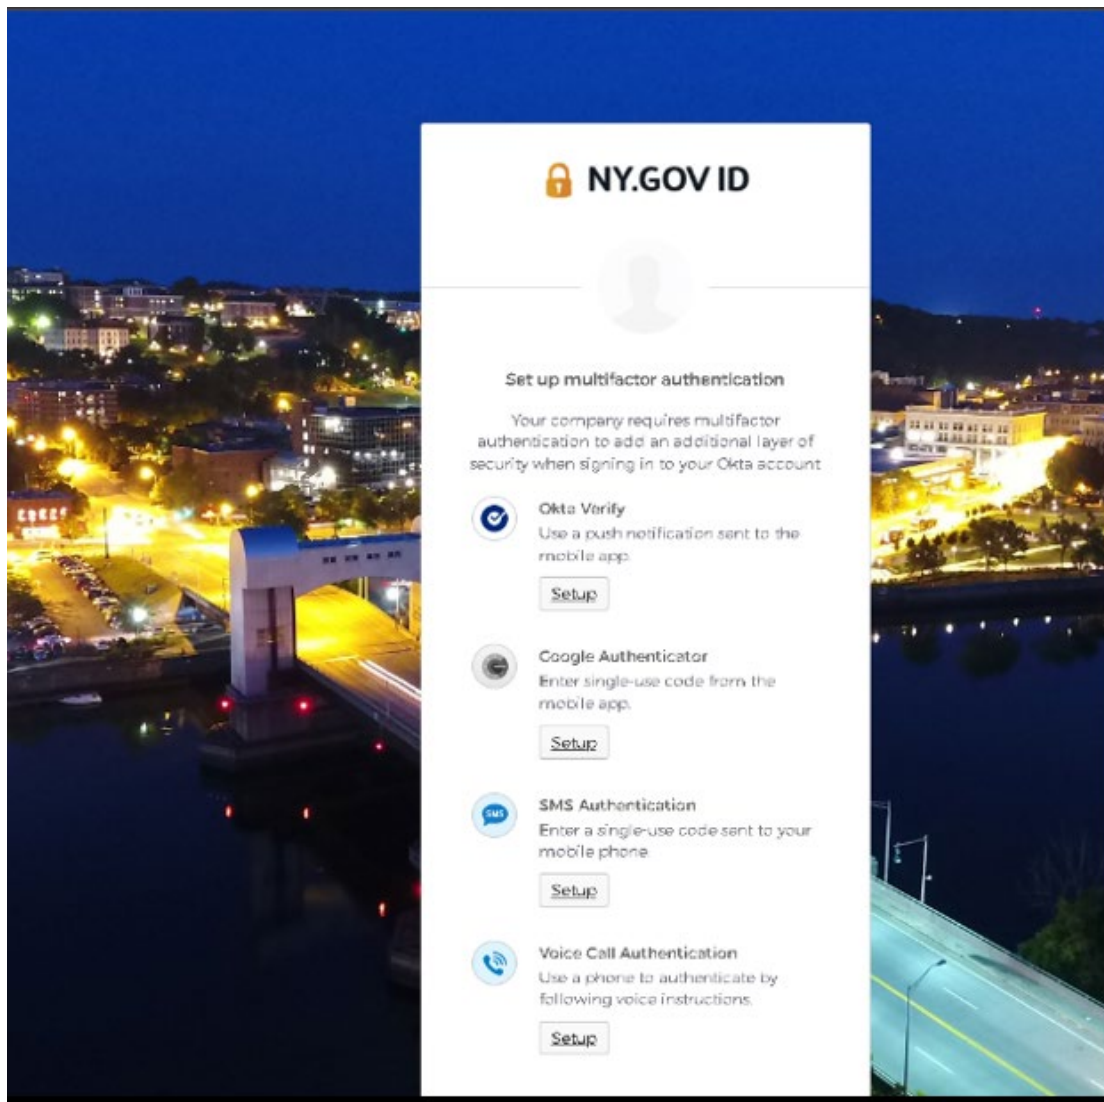 NY.GOV ID
Set up multifactor authentication
Your company requires multifactor
authentication to add an additional layer of
security when signing in to your Okta account
Okta Verify
Use a push notification sent to the
mobile app.
Setup
Google Authenticator
Enter single-use code from the
mobile app.
Setup
SMS
SMS Authentication
Enter a single-use code sent to your
mobile phone.
Setup
Voice Call Authentication
Use a phone to authenticate by
following voice instructions.
Setup